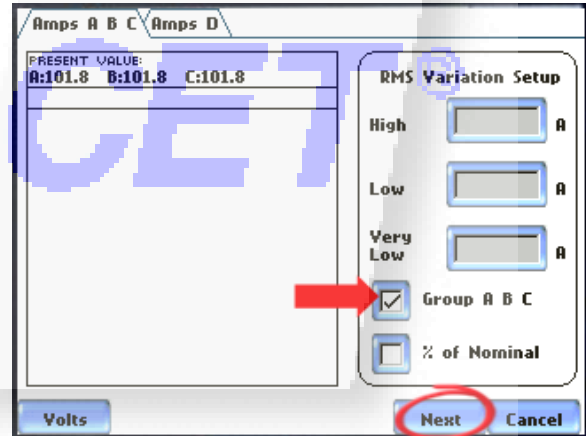 Amps A B C Amps D
PRESENT VALUE:
A:101.8 B:101.8 C:101.8
CET®
RMS Variation Setup
High A
Low A
Very
Low A
Group A B C
% of Nominal
Volts Next Cancel